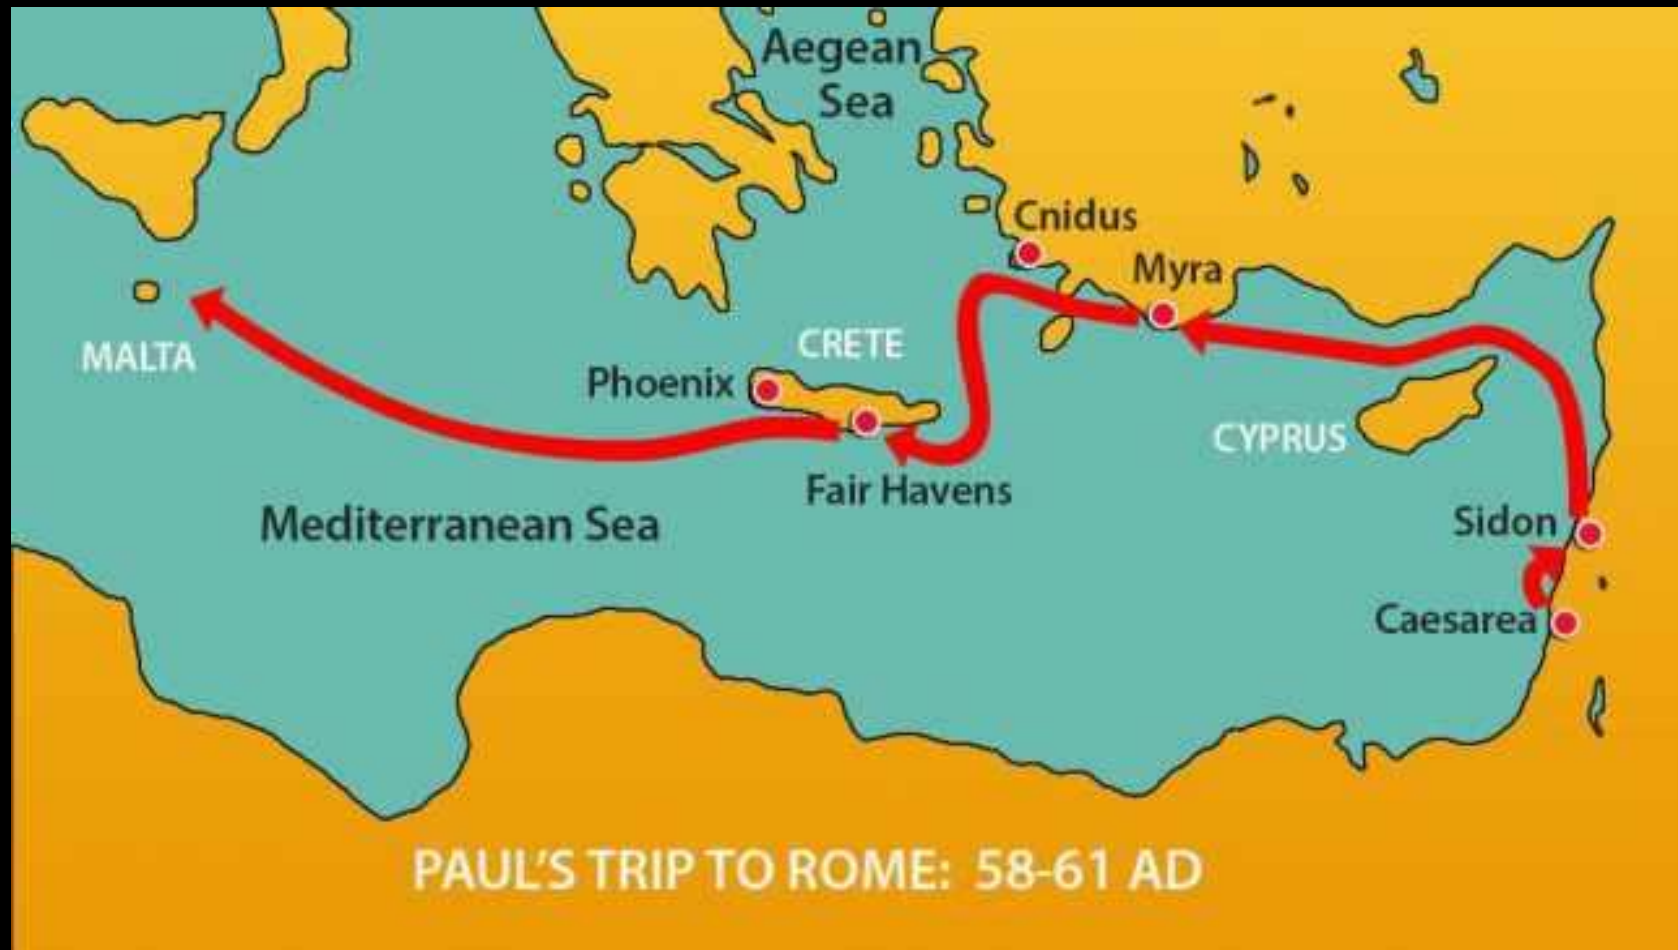 Aegean
Sea
Cnidus
Myra
MALTA
CRETE
Phoenix
CYPRUS
Fair Havens
Mediterranean Sea
Sidon
Caesarea
PAUL'S TRIP TO ROME: 58-61 AD